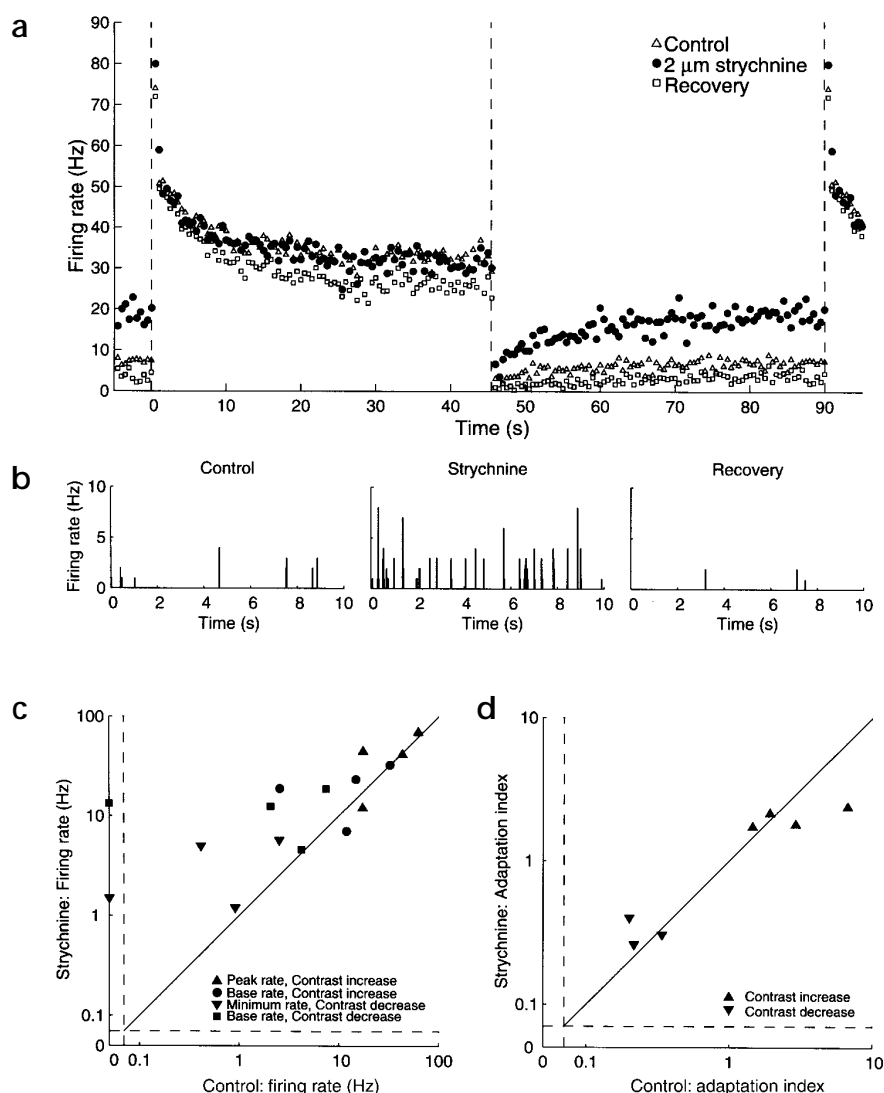 a
90
80
70
60
50
40
30
20
10
0
Firing rate (Hz)
Control
2 µm strychnine
Recovery
0 10 20 30 40 50 60 70 80 90
Time (s)
b
Control
Strychnine
Recovery
10
5
0
Firing rate (Hz)
0 2 4 6 8 10
0 2 4 6 8 10
0 2 4 6 8 10
Time (s)
Time (s)
Time (s)
c
100
10
1
0.1
0
Strychnine: Firing rate (Hz)
Peak rate, Contrast increase
Base rate, Contrast increase
Minimum rate, Contrast decrease
Base rate, Contrast decrease
0 0.1 1 10 100
Control: firing rate (Hz)
d
10
1
0.1
0
Strychnine: Adaptation index
Contrast increase
Contrast decrease
0 0.1 1 10
Control: adaptation index